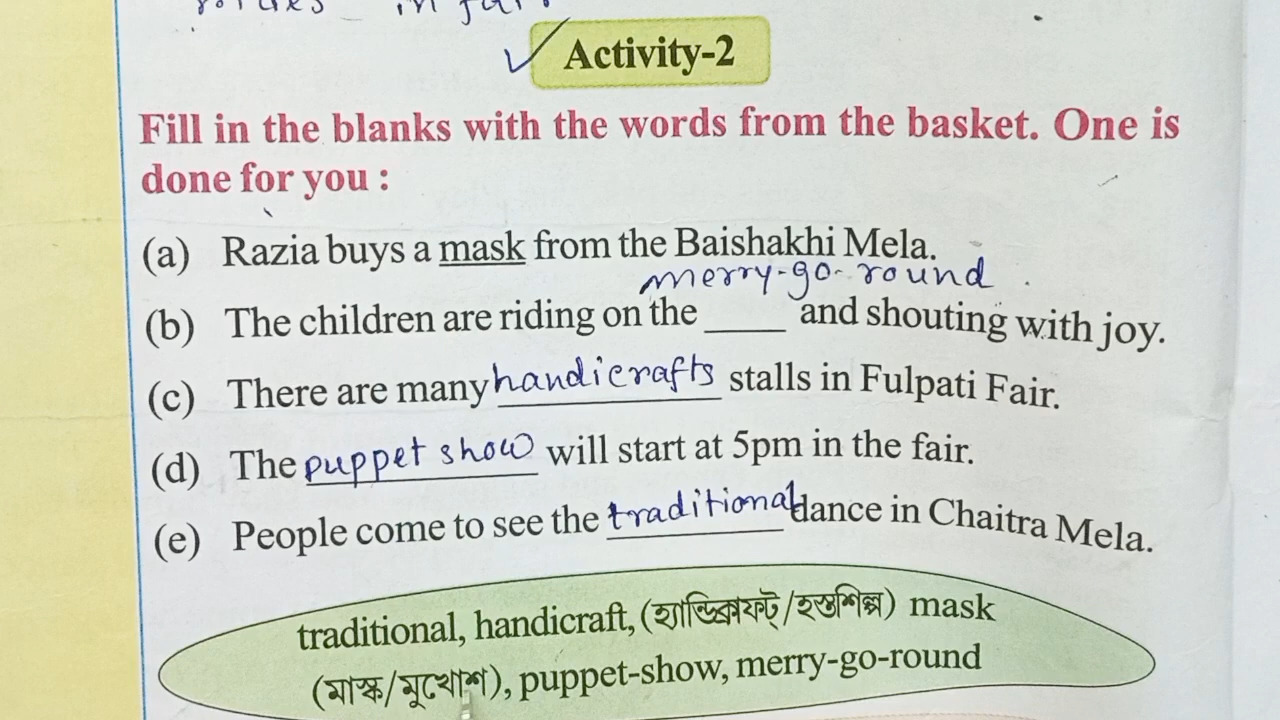 in fai
Activity-2
Fill in the blanks with the words from the basket. One is
done for you :
(a) Razia buys a mask from the Baishakhi Mela.
merry-go-round
(b) The children are riding on the ____ and shouting with joy.
(c) There are many handicrafts stalls in Fulpati Fair.
(d) The puppet show will start at 5pm in the fair.
(e) People come to see the traditional dance in Chaitra Mela.
traditional, handicraft, (হ্যান্ডিক্রাফ্ট্/হস্তশিল্প) mask
(মাস্ক/মুখোশ), puppet-show, merry-go-round